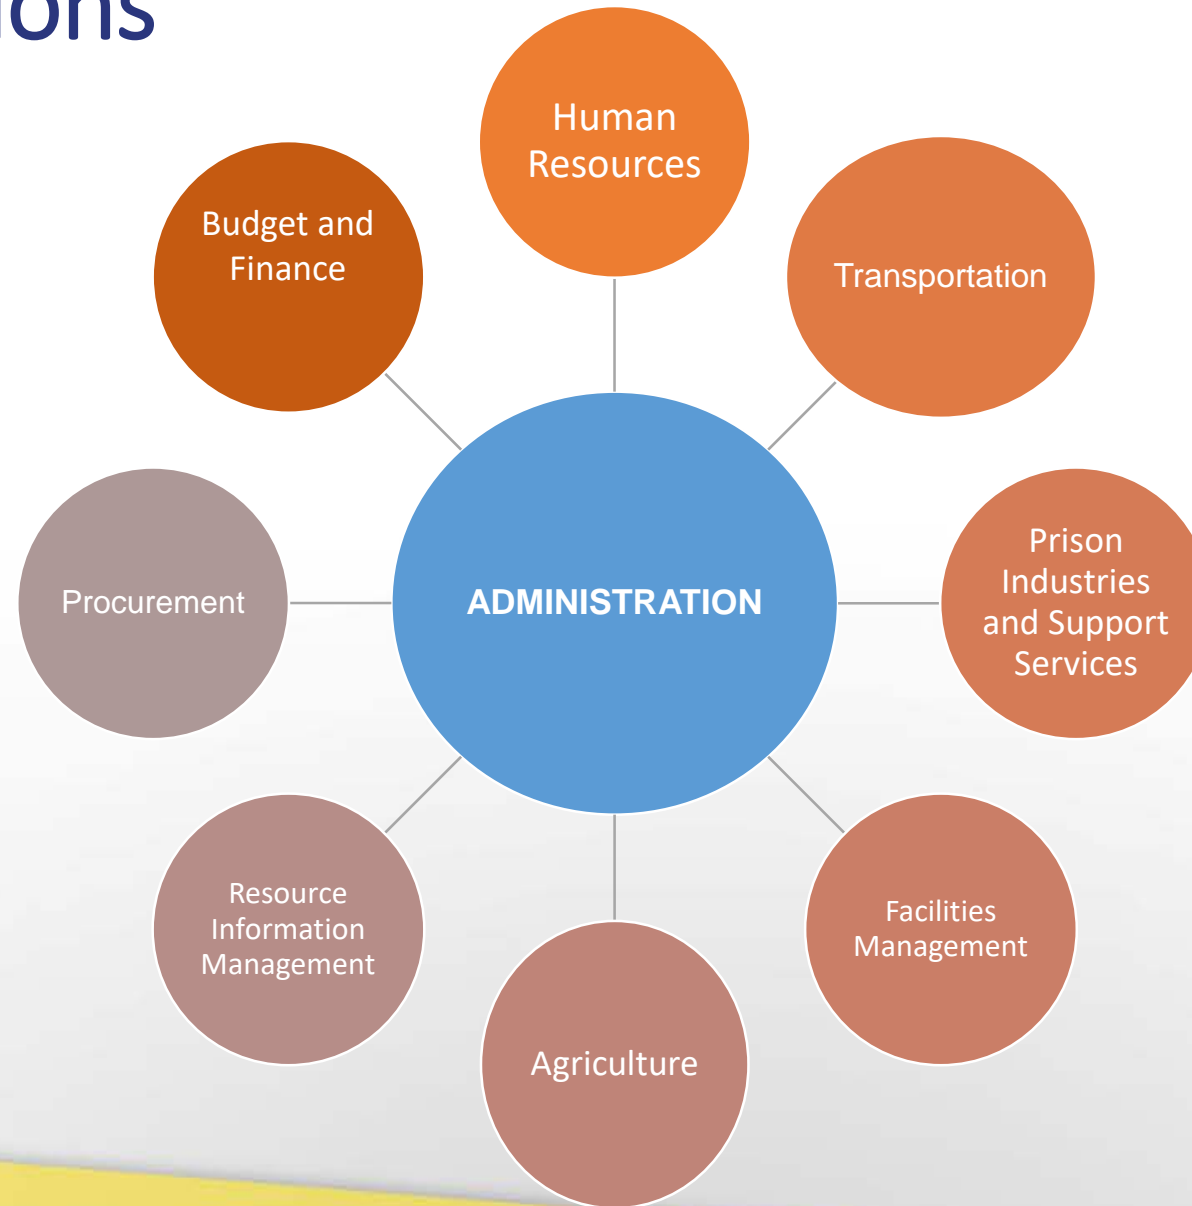 Human
Resources
Transportation
Prison
Industries
and Support
Services
Facilities
Management
Agriculture
Resource
Information
Management
Procurement
Budget and
Finance
ADMINISTRATION